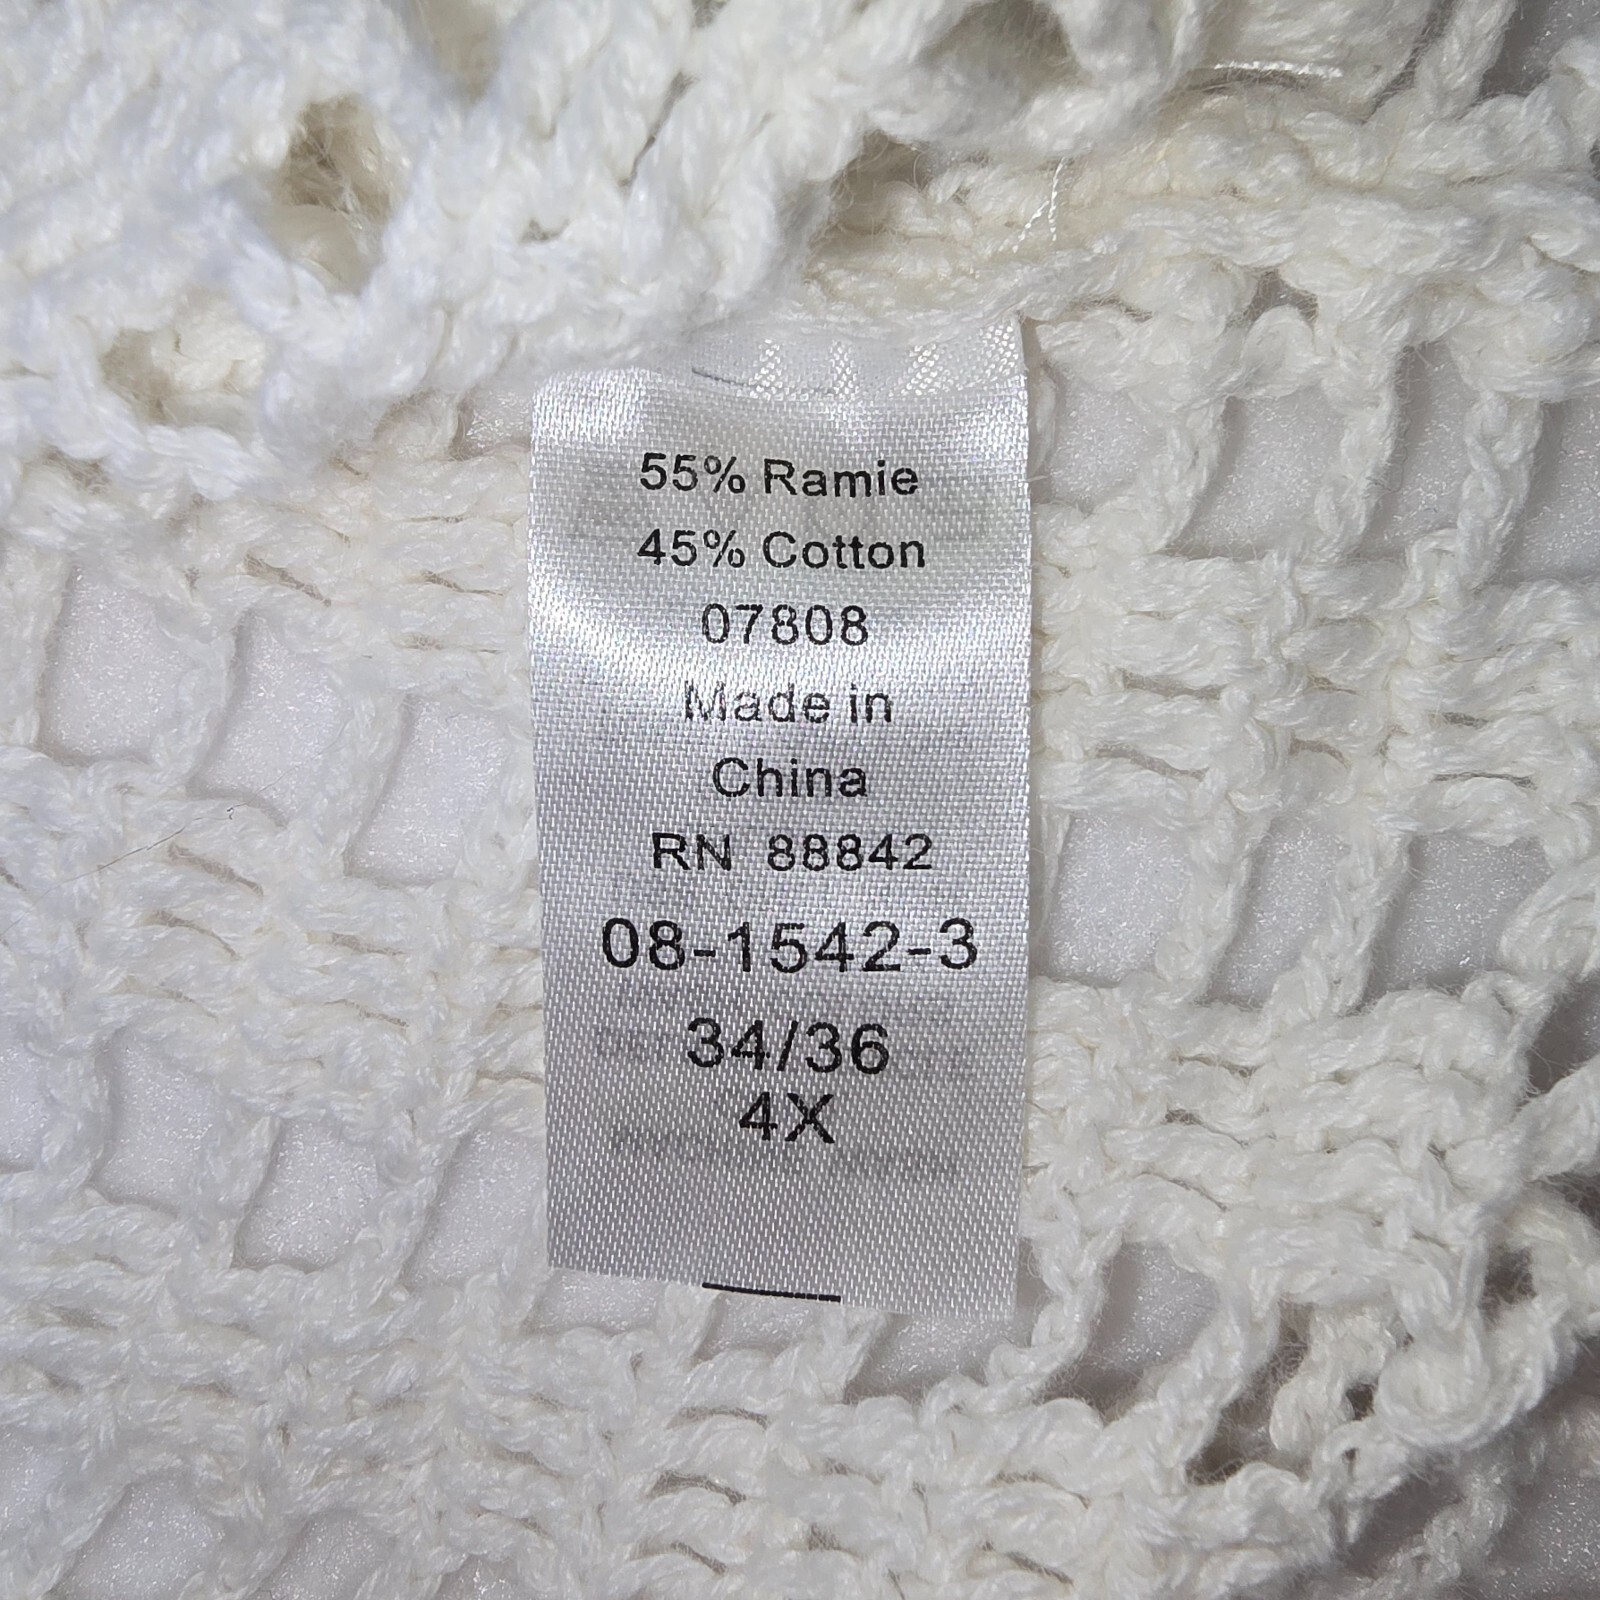 55% Ramie
45% Cotton
07808
Made in
China
RN 88842
08-1542-3
34/36
4X